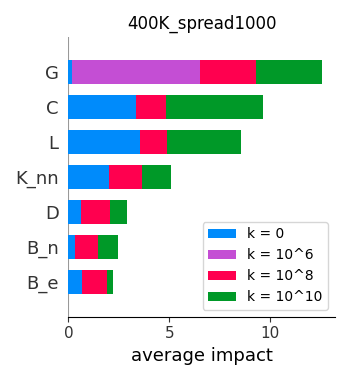 400K_spread1000
G
C
L
K_nn
D
B_n
B_e
k = 0
k = 10^6
k = 10^8
k = 10^10
0 5 10
average impact